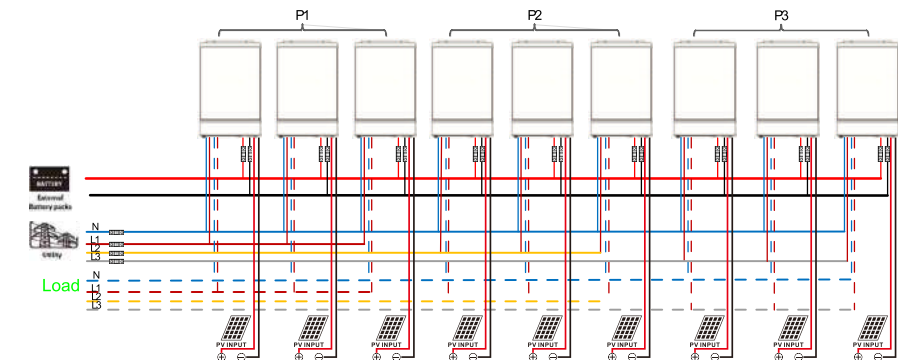 P1 P2 P3
BATTERY
External
Battery packs
Utility
N
L1
L2
L3
Load
N
L1
L2
L3
PV INPUT PV INPUT PV INPUT PV INPUT PV INPUT PV INPUT PV INPUT PV INPUT PV INPUT